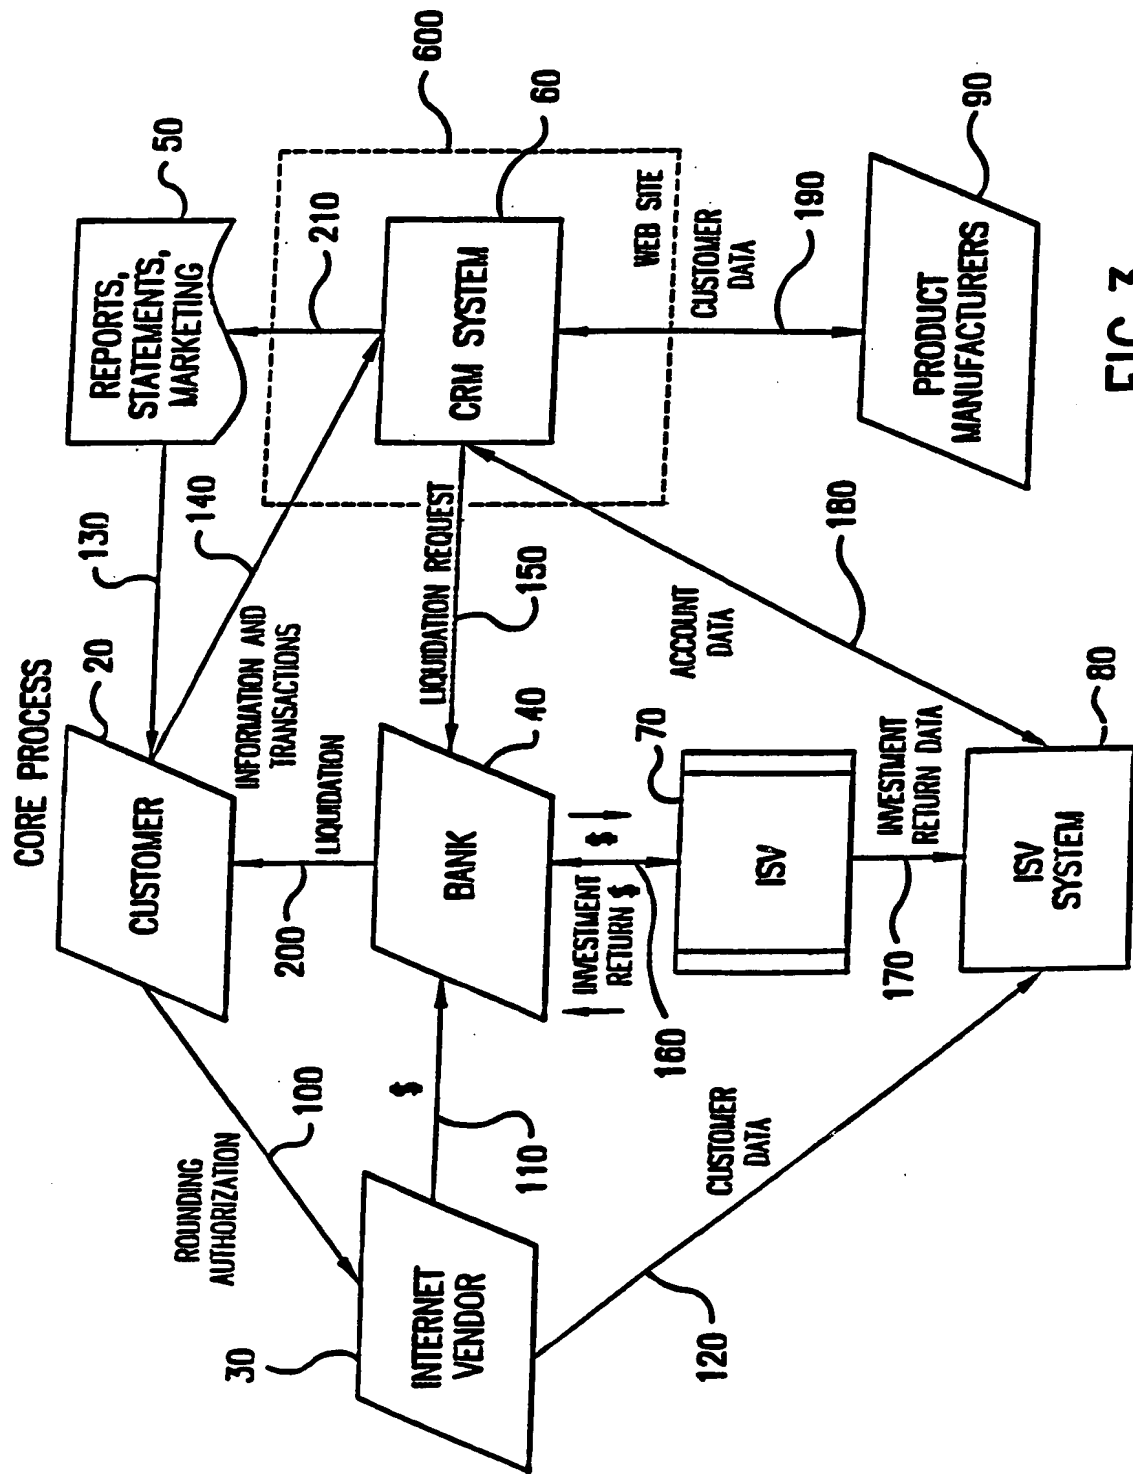 CORE PROCESS
20
CUSTOMER
130
REPORTS,
STATEMENTS,
MARKETING
50
ROUNDING
AUTHORIZATION
100
200
LIQUIDATION
INFORMATION AND
TRANSACTIONS
140
210
600
30
INTERNET
VENDOR
$
110
BANK
40
LIQUIDATION REQUEST
150
CRM SYSTEM
60
WEB SITE
INVESTMENT
RETURN $
$
160
70
ISV
CUSTOMER
DATA
190
120
CUSTOMER
DATA
170
INVESTMENT
RETURN DATA
ACCOUNT
DATA
180
ISV
SYSTEM
80
PRODUCT
MANUFACTURERS
90
FIG. 3